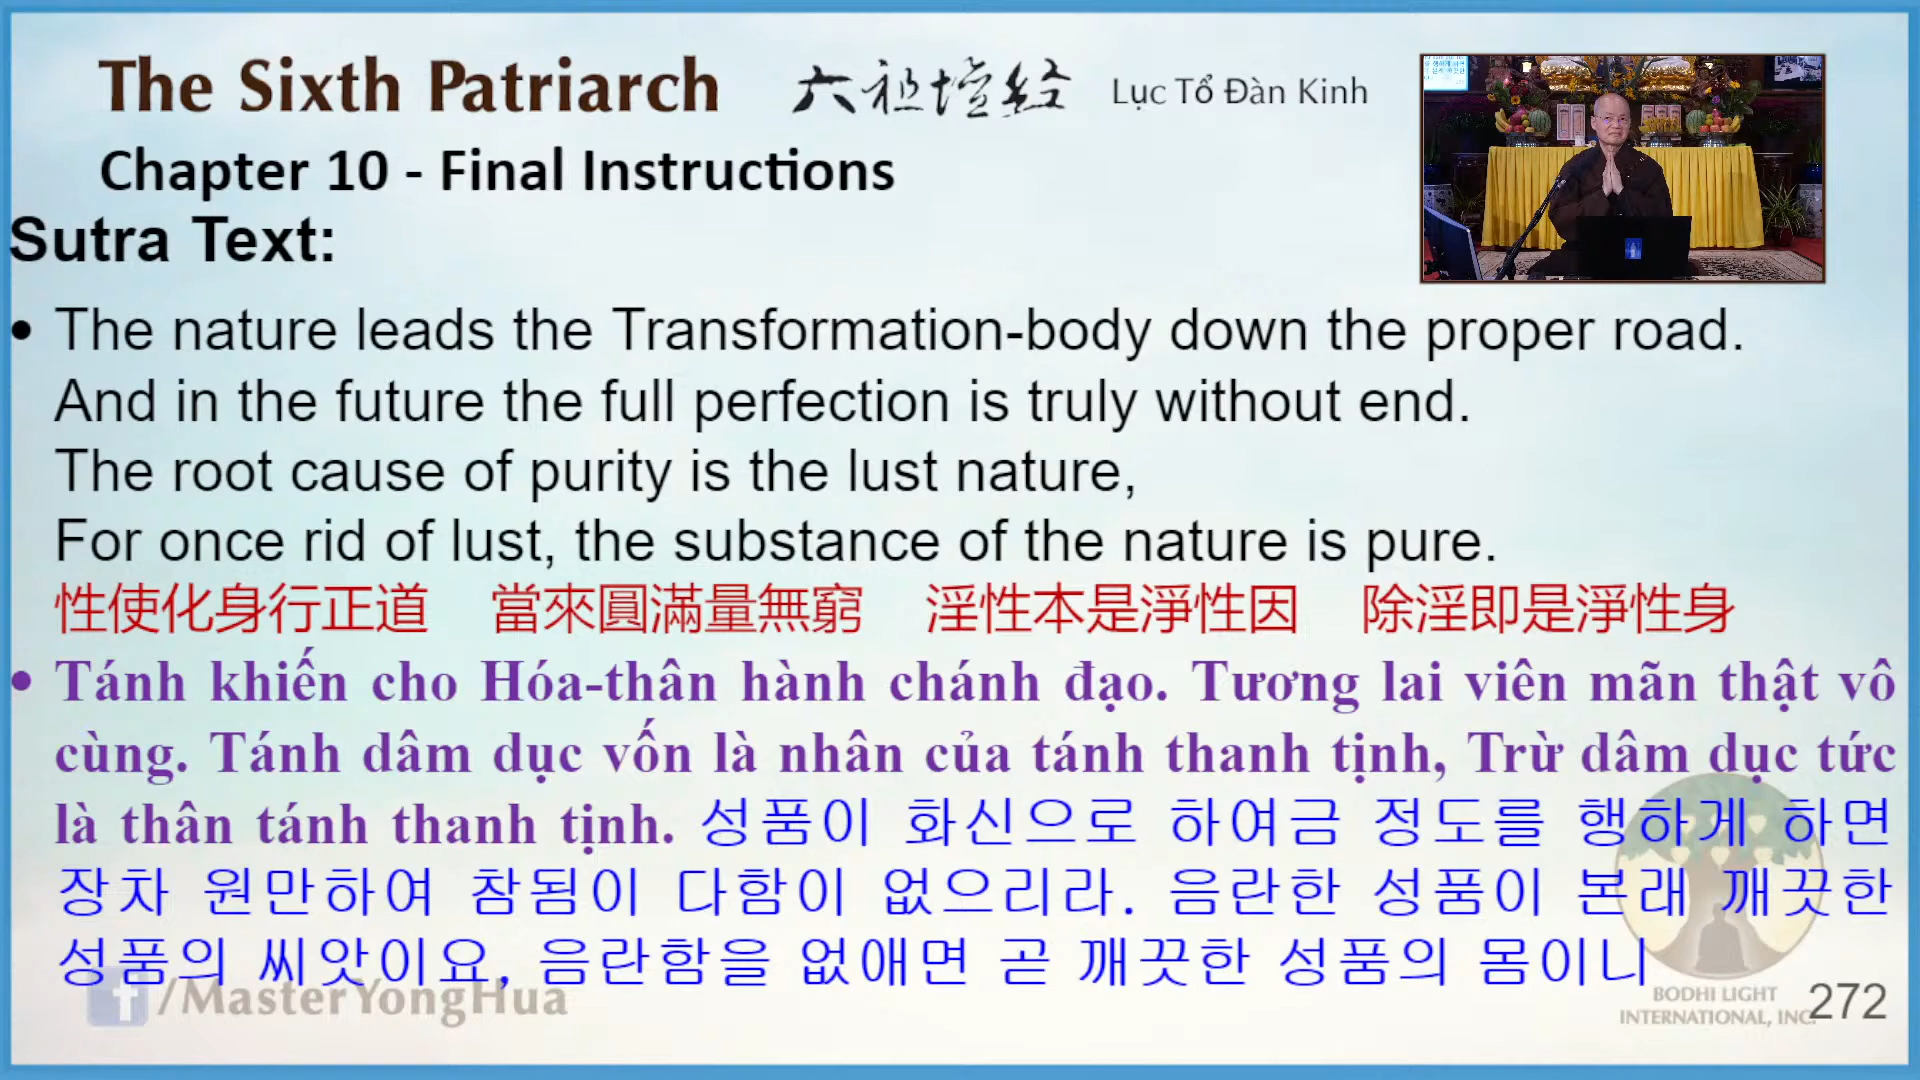 The Sixth Patriarch 六祖壇経 Lục Tổ Đàn Kinh
Chapter 10 - Final Instructions
Sutra Text:
• The nature leads the Transformation-body down the proper road.
And in the future the full perfection is truly without end.
The root cause of purity is the lust nature,
For once rid of lust, the substance of the nature is pure.
性使化身行正道 當來圓滿量無窮 淫性本是淨性因 除淫即是淨性身
• Tánh khiến cho Hóa-thân hành chánh đạo. Tương lai viên mãn thật vô
cùng. Tánh dâm dục vốn là nhân của tánh thanh tịnh, Trừ dâm dục tức
là thân tánh thanh tịnh. 성품이 화신으로 하여금 정도를 행하게 하면
장차 원만하여 참됨이 다함이 없으리라. 음란한 성품이 본래 깨끗한
성품의 씨앗이요, 음란함을 없애면 곧 깨끗한 성품의 몸이니
f /MasterYongHua
BODHI LIGHT
INTERNATIONAL, INC.
272